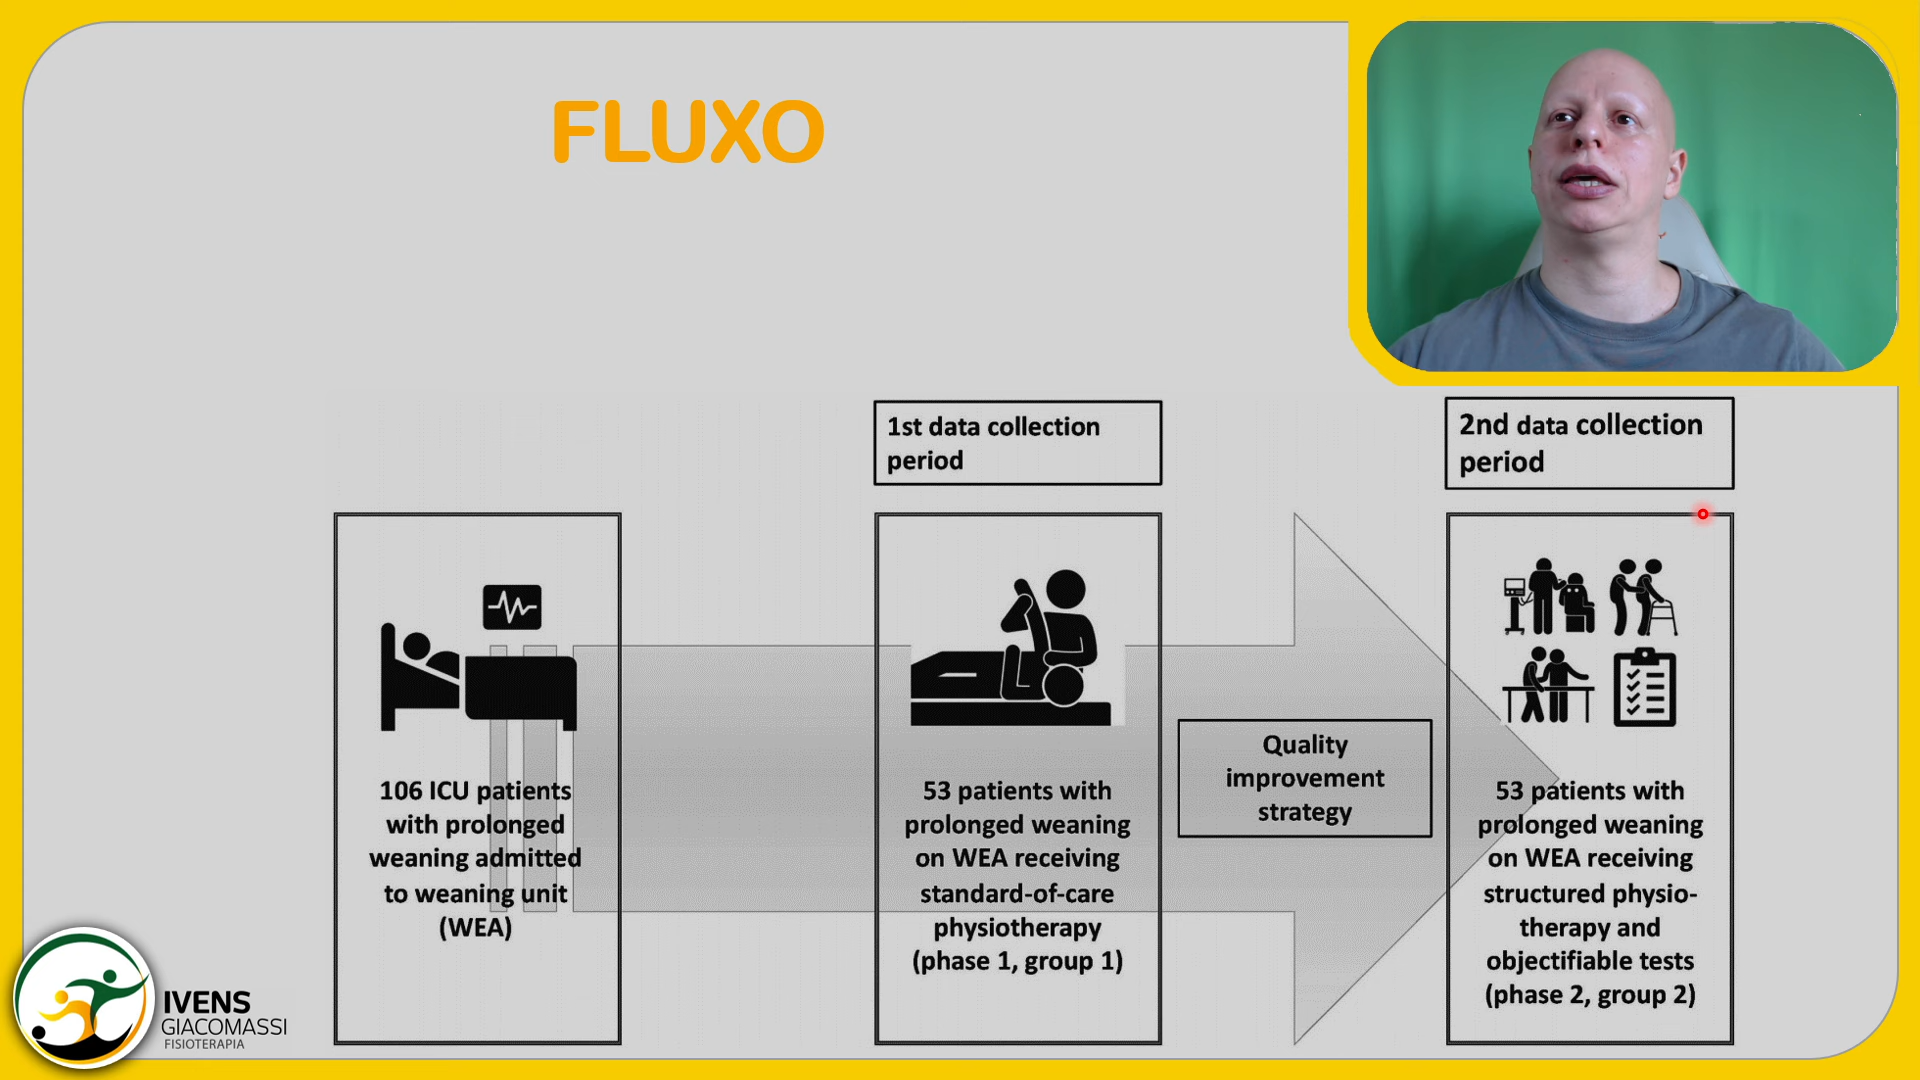 FLUXO
1st data collection
period
2nd data collection
period
106 ICU patients
with prolonged
weaning admitted
to weaning unit
(WEA)
53 patients with
prolonged weaning
on WEA receiving
standard-of-care
physiotherapy
(phase 1, group 1)
Quality
improvement
strategy
53 patients with
prolonged weaning
on WEA receiving
structured physio-
therapy and
objectifiable tests
(phase 2, group 2)
IVENS
GIACOMASSI
FISIOTERAPIA